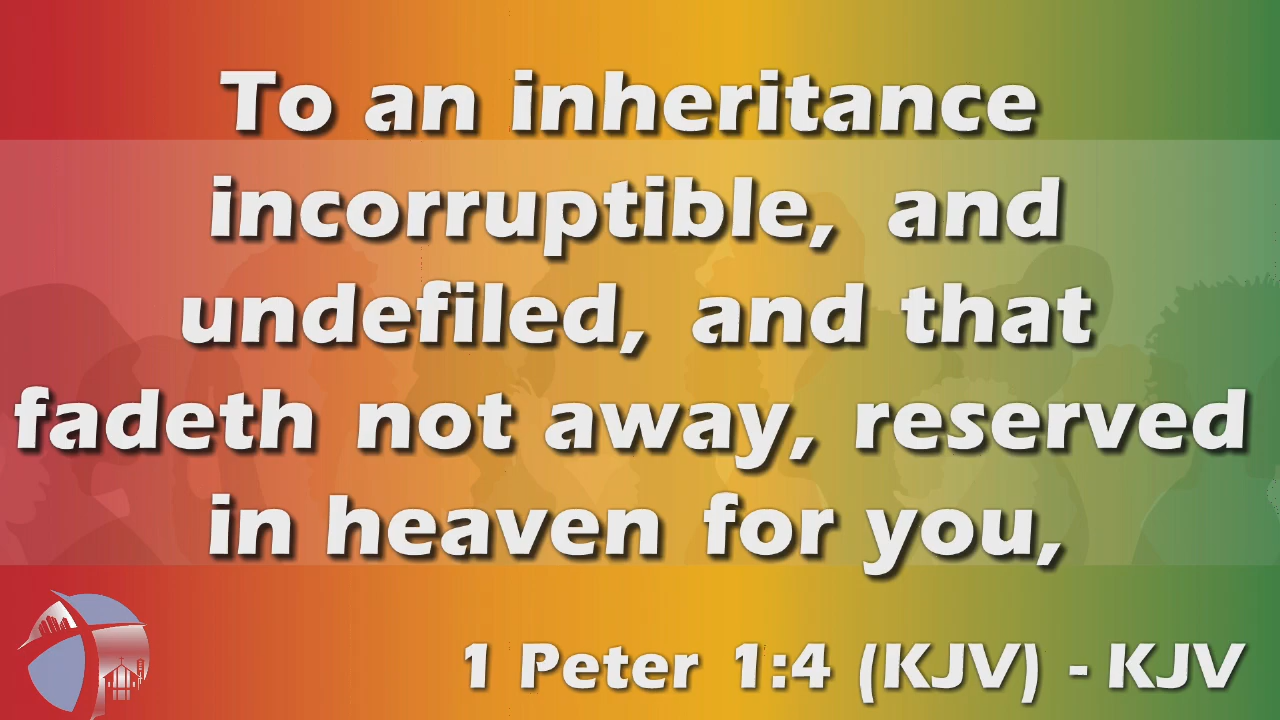 To an inheritance
incorruptible, and
undefiled, and that
fadeth not away, reserved
in heaven for you,
1 Peter 1:4 (KJV) - KJV